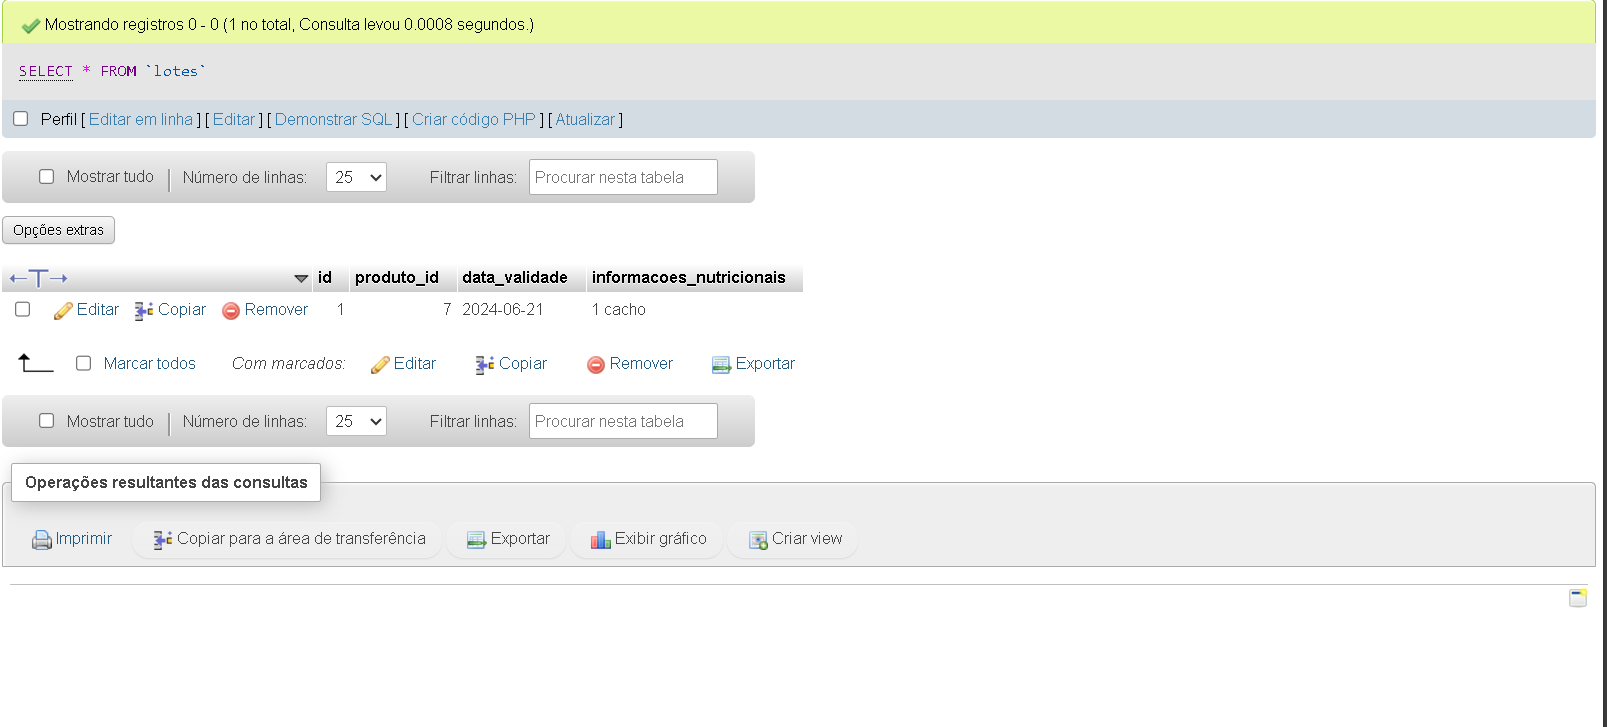 Mostrando registros 0 - 0 (1 no total, Consulta levou 0.0008 segundos.)
SELECT * FROM `lotes`
Perfil [ Editar em linha ] [ Editar ] [ Demonstrar SQL ] [ Criar código PHP ] [ Atualizar ]
Mostrar tudo | Número de linhas: 25 Filtrar linhas: Procurar nesta tabela
Opções extras
←T→ id produto_id data_validade informacoes_nutricionais
Editar Copiar Remover 1 7 2024-06-21 1 cacho
Marcar todos Com marcados: Editar Copiar Remover Exportar
Mostrar tudo | Número de linhas: 25 Filtrar linhas: Procurar nesta tabela
Operações resultantes das consultas
Imprimir Copiar para a área de transferência Exportar Exibir gráfico Criar view